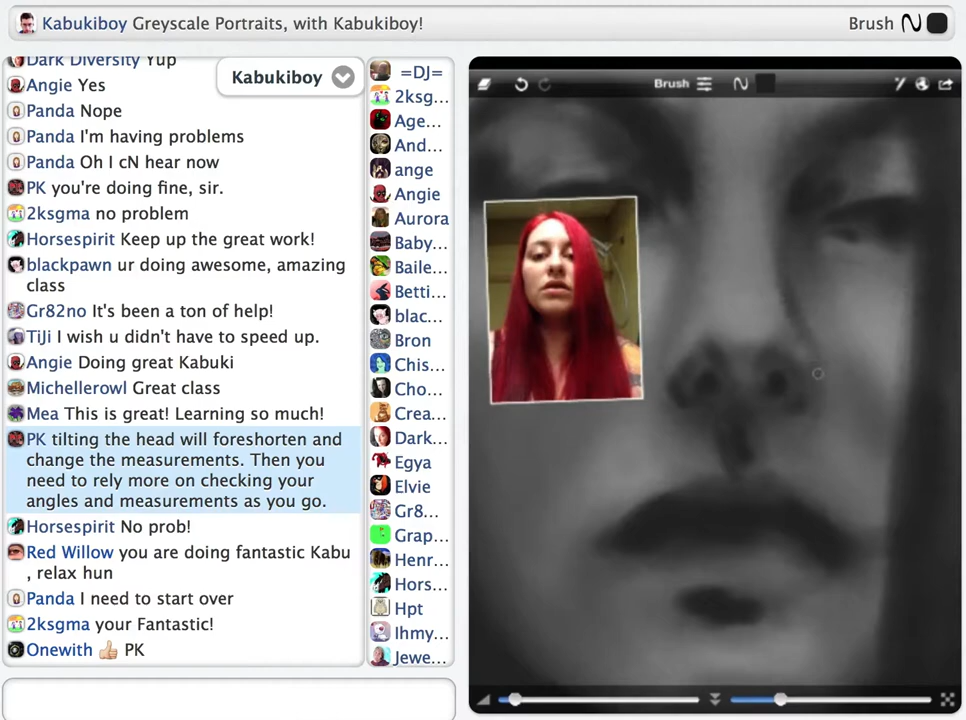 Kabukiboy Greyscale Portraits, with Kabukiboy!
Brush
Dark Diversity Yup
Kabukiboy
Angie Yes
Panda Nope
Panda I'm having problems
Panda Oh I cN hear now
PK you're doing fine, sir.
2ksgma no problem
Horsespirit Keep up the great work!
blackpawn ur doing awesome, amazing
class
Gr82no It's been a ton of help!
TiJi I wish u didn't have to speed up.
Angie Doing great Kabuki
Michellerowl Great class
Mea This is great! Learning so much!
PK tilting the head will foreshorten and
change the measurements. Then you
need to rely more on checking your
angles and measurements as you go.
Horsespirit No prob!
Red Willow you are doing fantastic Kabu
, relax hun
Panda I need to start over
2ksgma your Fantastic!
Onewith 👍 PK
=DJ=
2ksg...
Age...
And...
ange
Angie
Aurora
Baby...
Baile...
Betti...
blac...
Bron
Chis...
Cho...
Crea...
Dark...
Egya
Elvie
Gr8...
Grap...
Henr...
Hors...
Hpt
Ihmy...
Jewe...
Brush